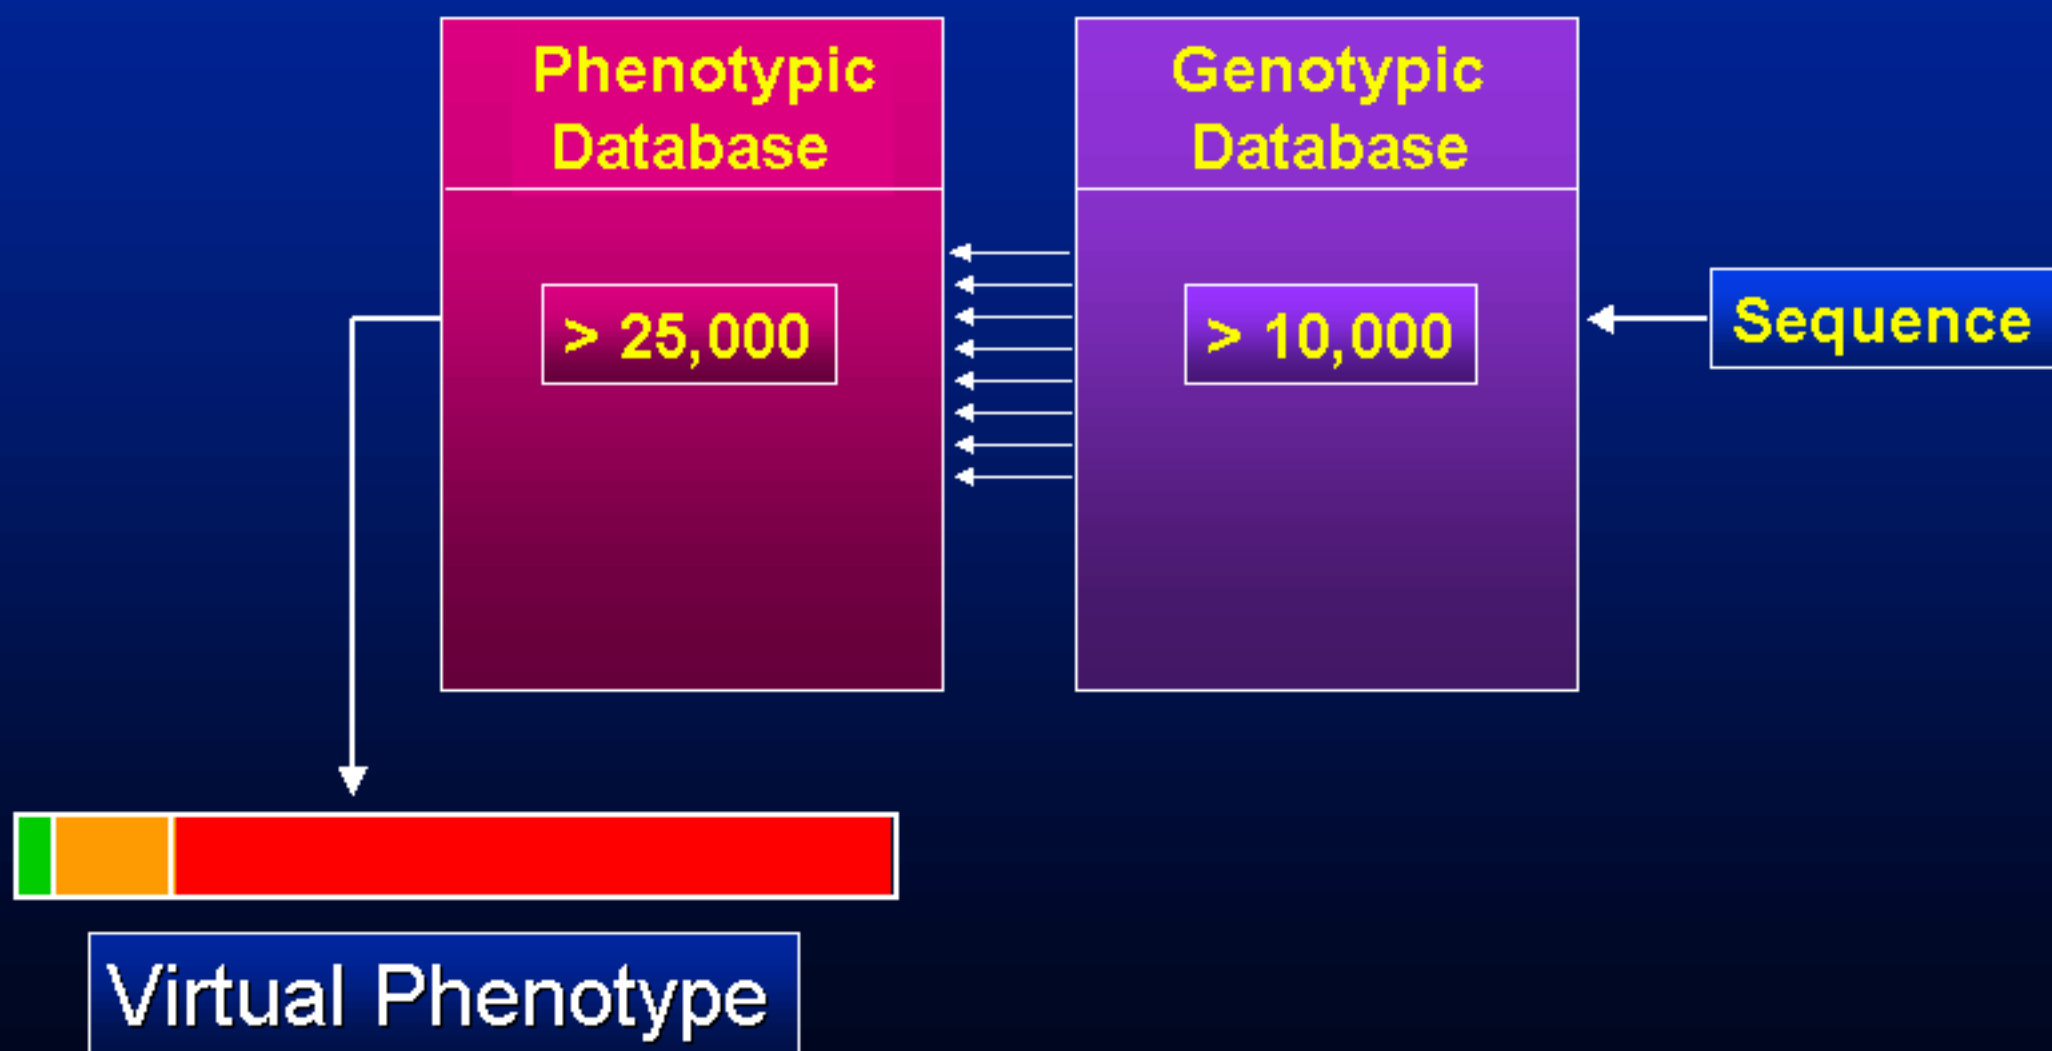 Phenotypic
Database
> 25,000
Genotypic
Database
> 10,000
Sequence
Virtual Phenotype